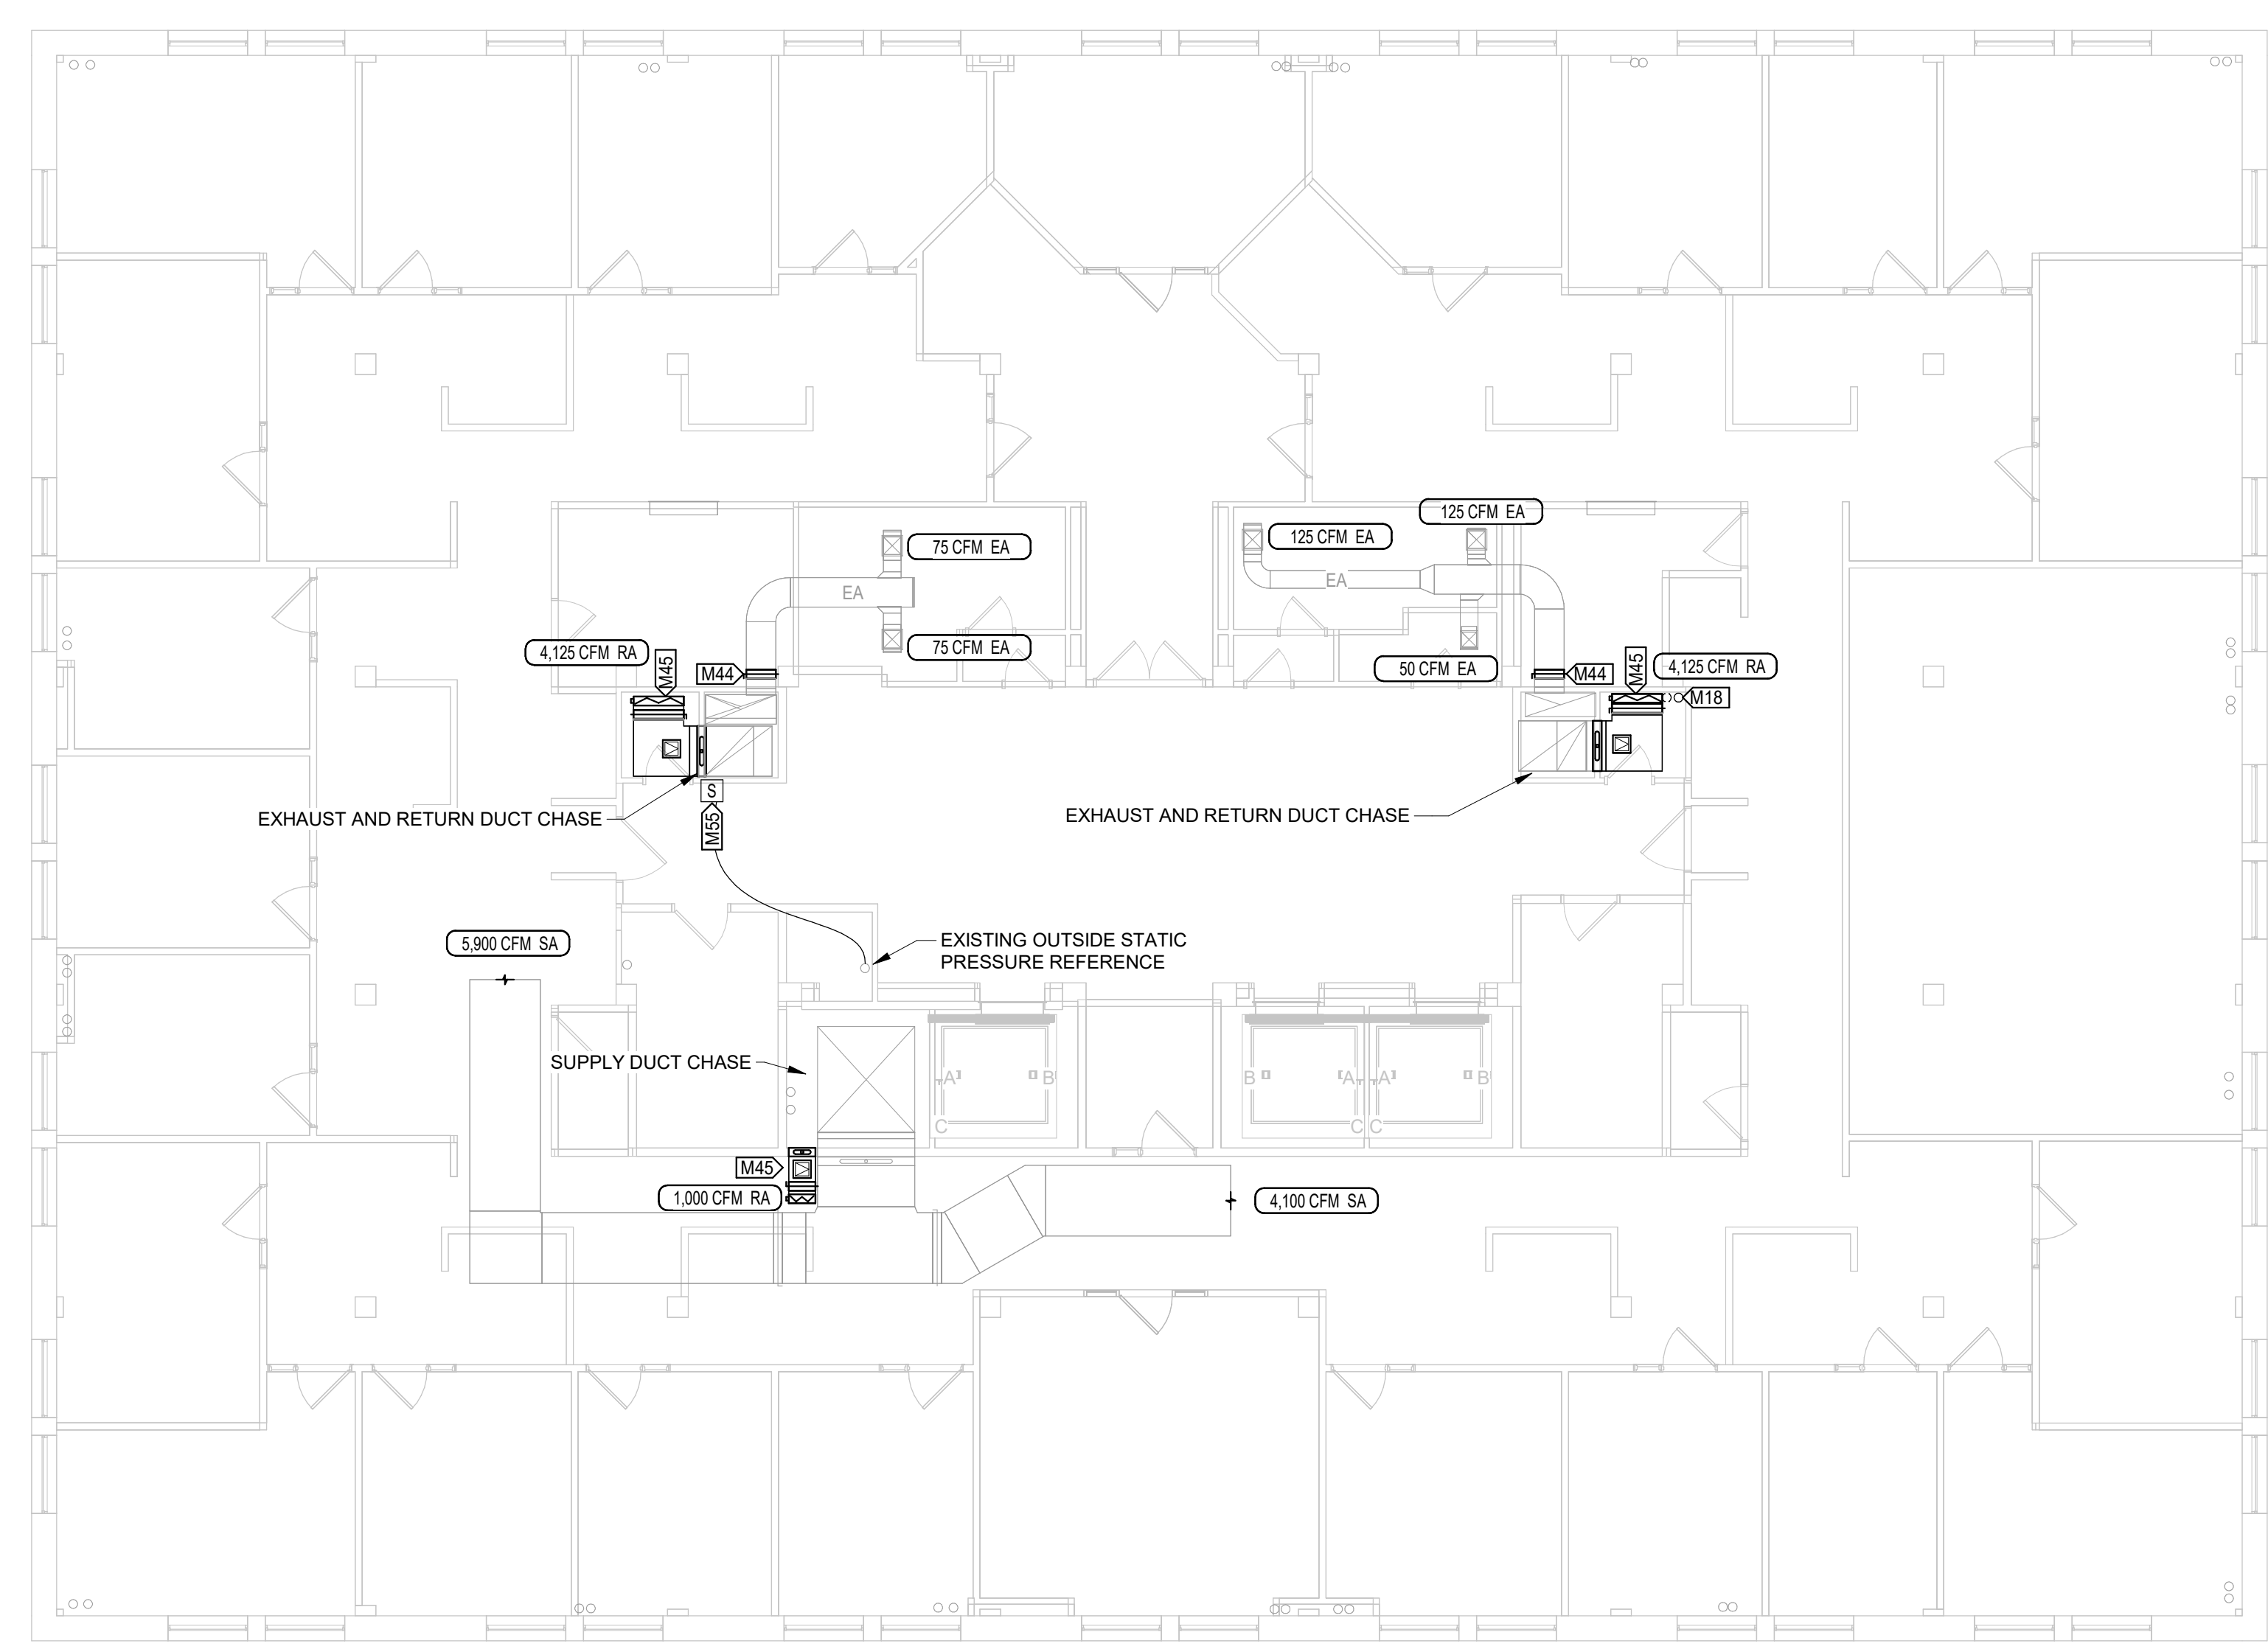 125 CFM EA
125 CFM EA
75 CFM EA
EA
EA
75 CFM EA
4,125 CFM RA
M45
M44
50 CFM EA
M44
M45
4,125 CFM RA
M18
S
M55
EXHAUST AND RETURN DUCT CHASE
EXHAUST AND RETURN DUCT CHASE
5,900 CFM SA
EXISTING OUTSIDE STATIC
PRESSURE REFERENCE
SUPPLY DUCT CHASE
A B B A A B
C C C
M45
1,000 CFM RA
4,100 CFM SA